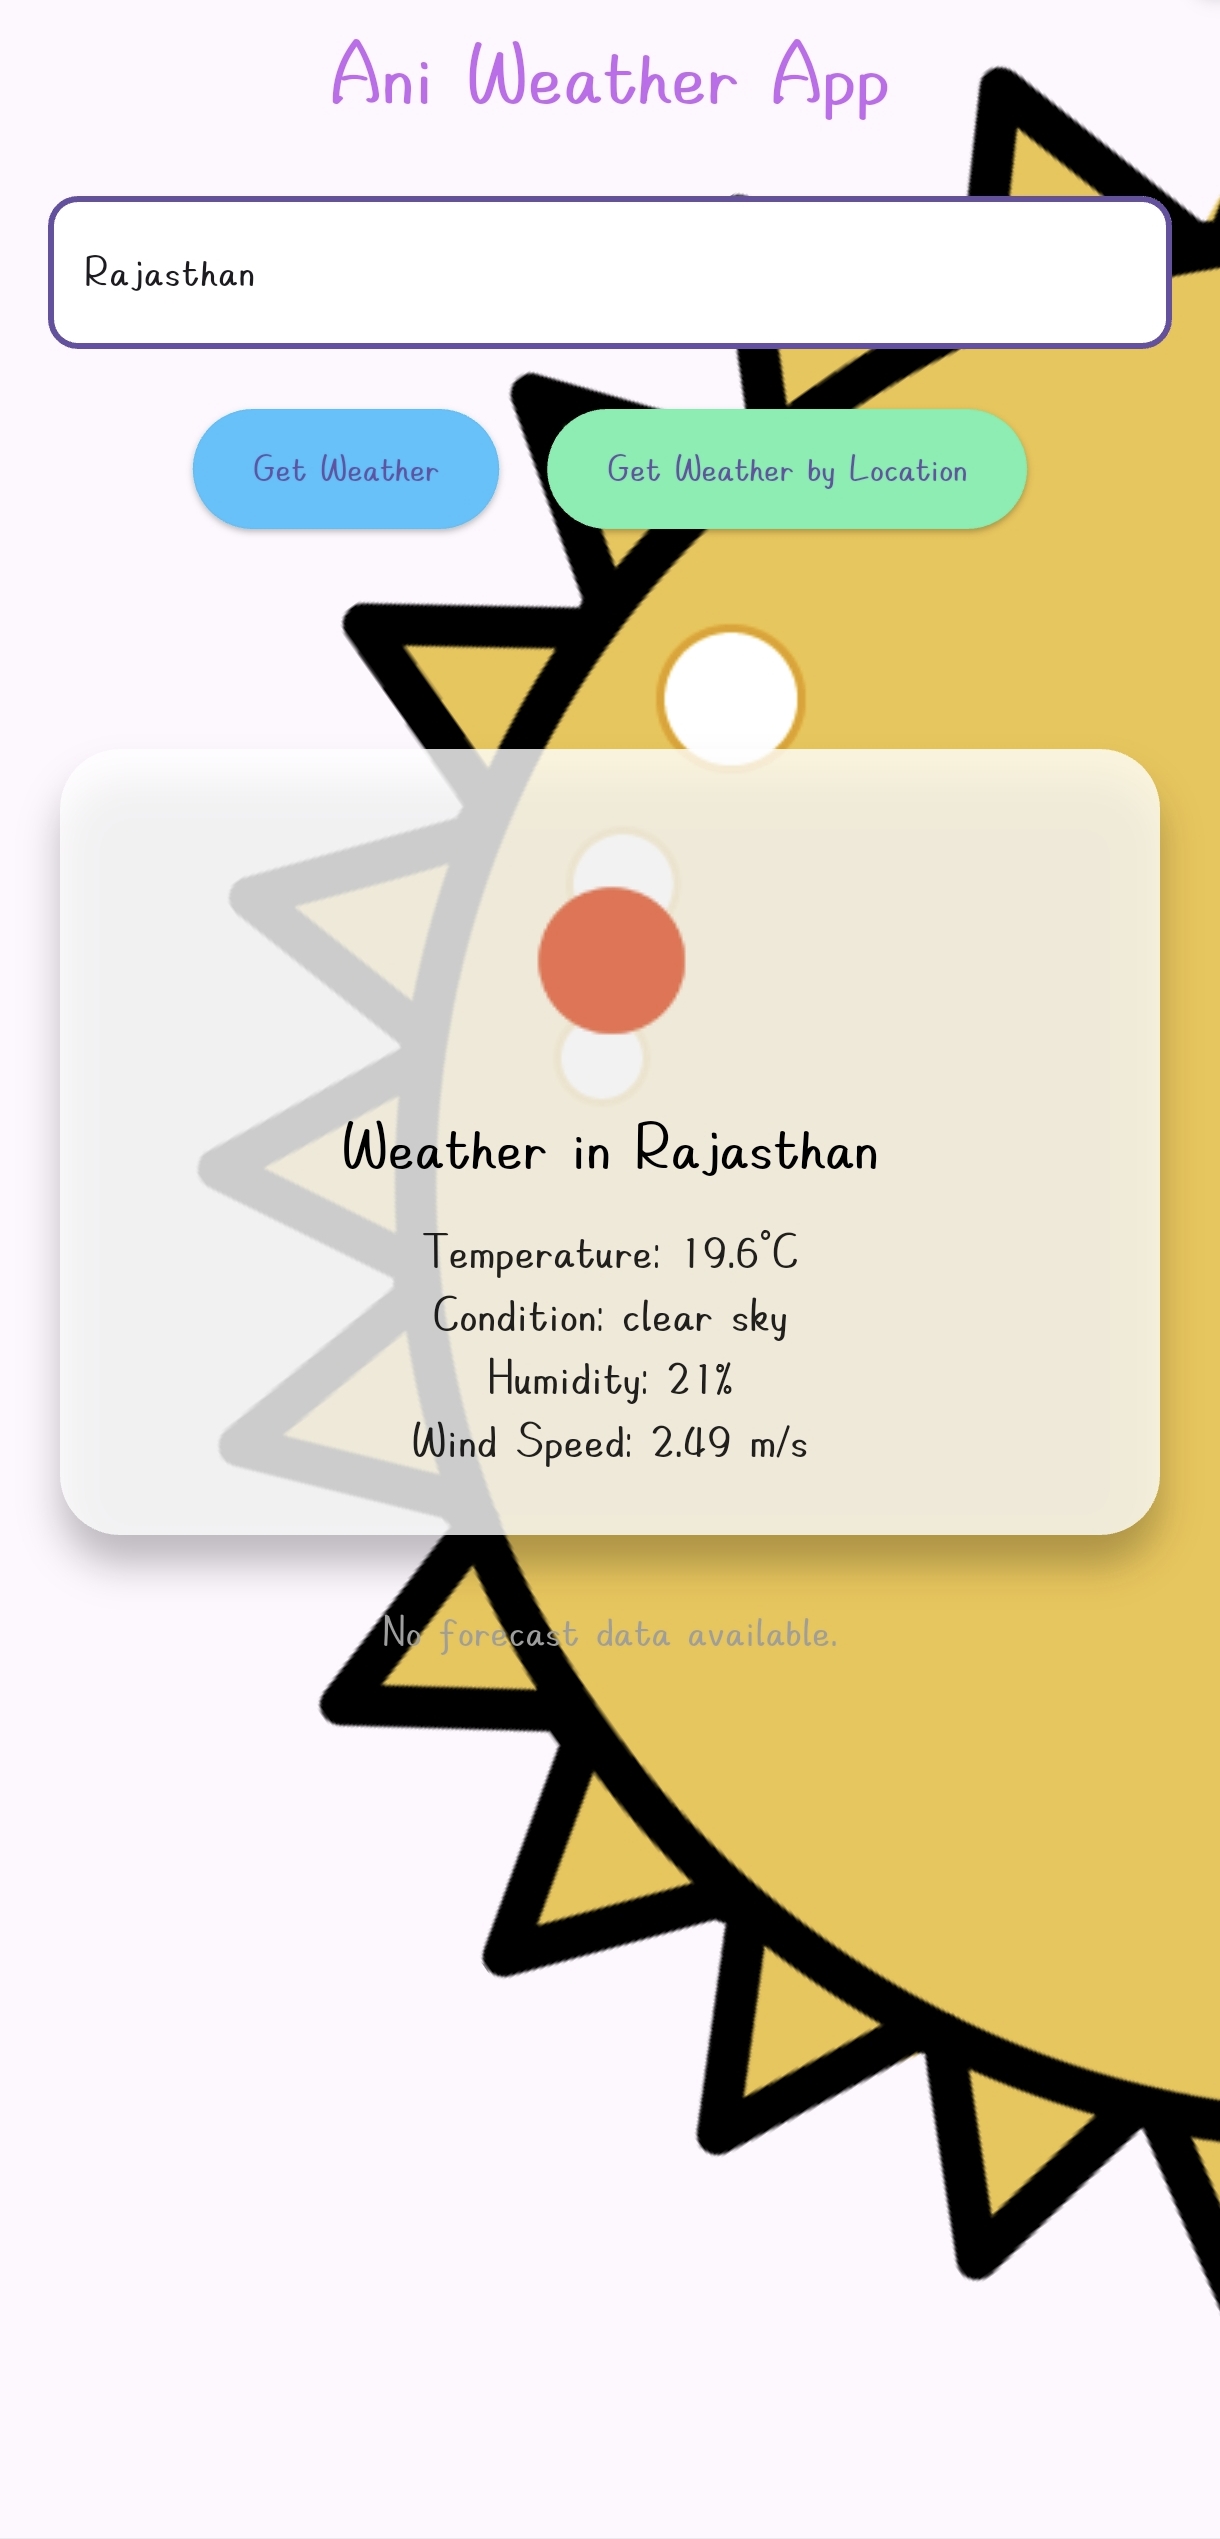 Ani Weather App
Rajasthan
Get Weather
Get Weather by Location
Weather in Rajasthan
Temperature: 19.6°C
Condition: clear sky
Humidity: 21%
Wind Speed: 2.49 m/s
No forecast data available.